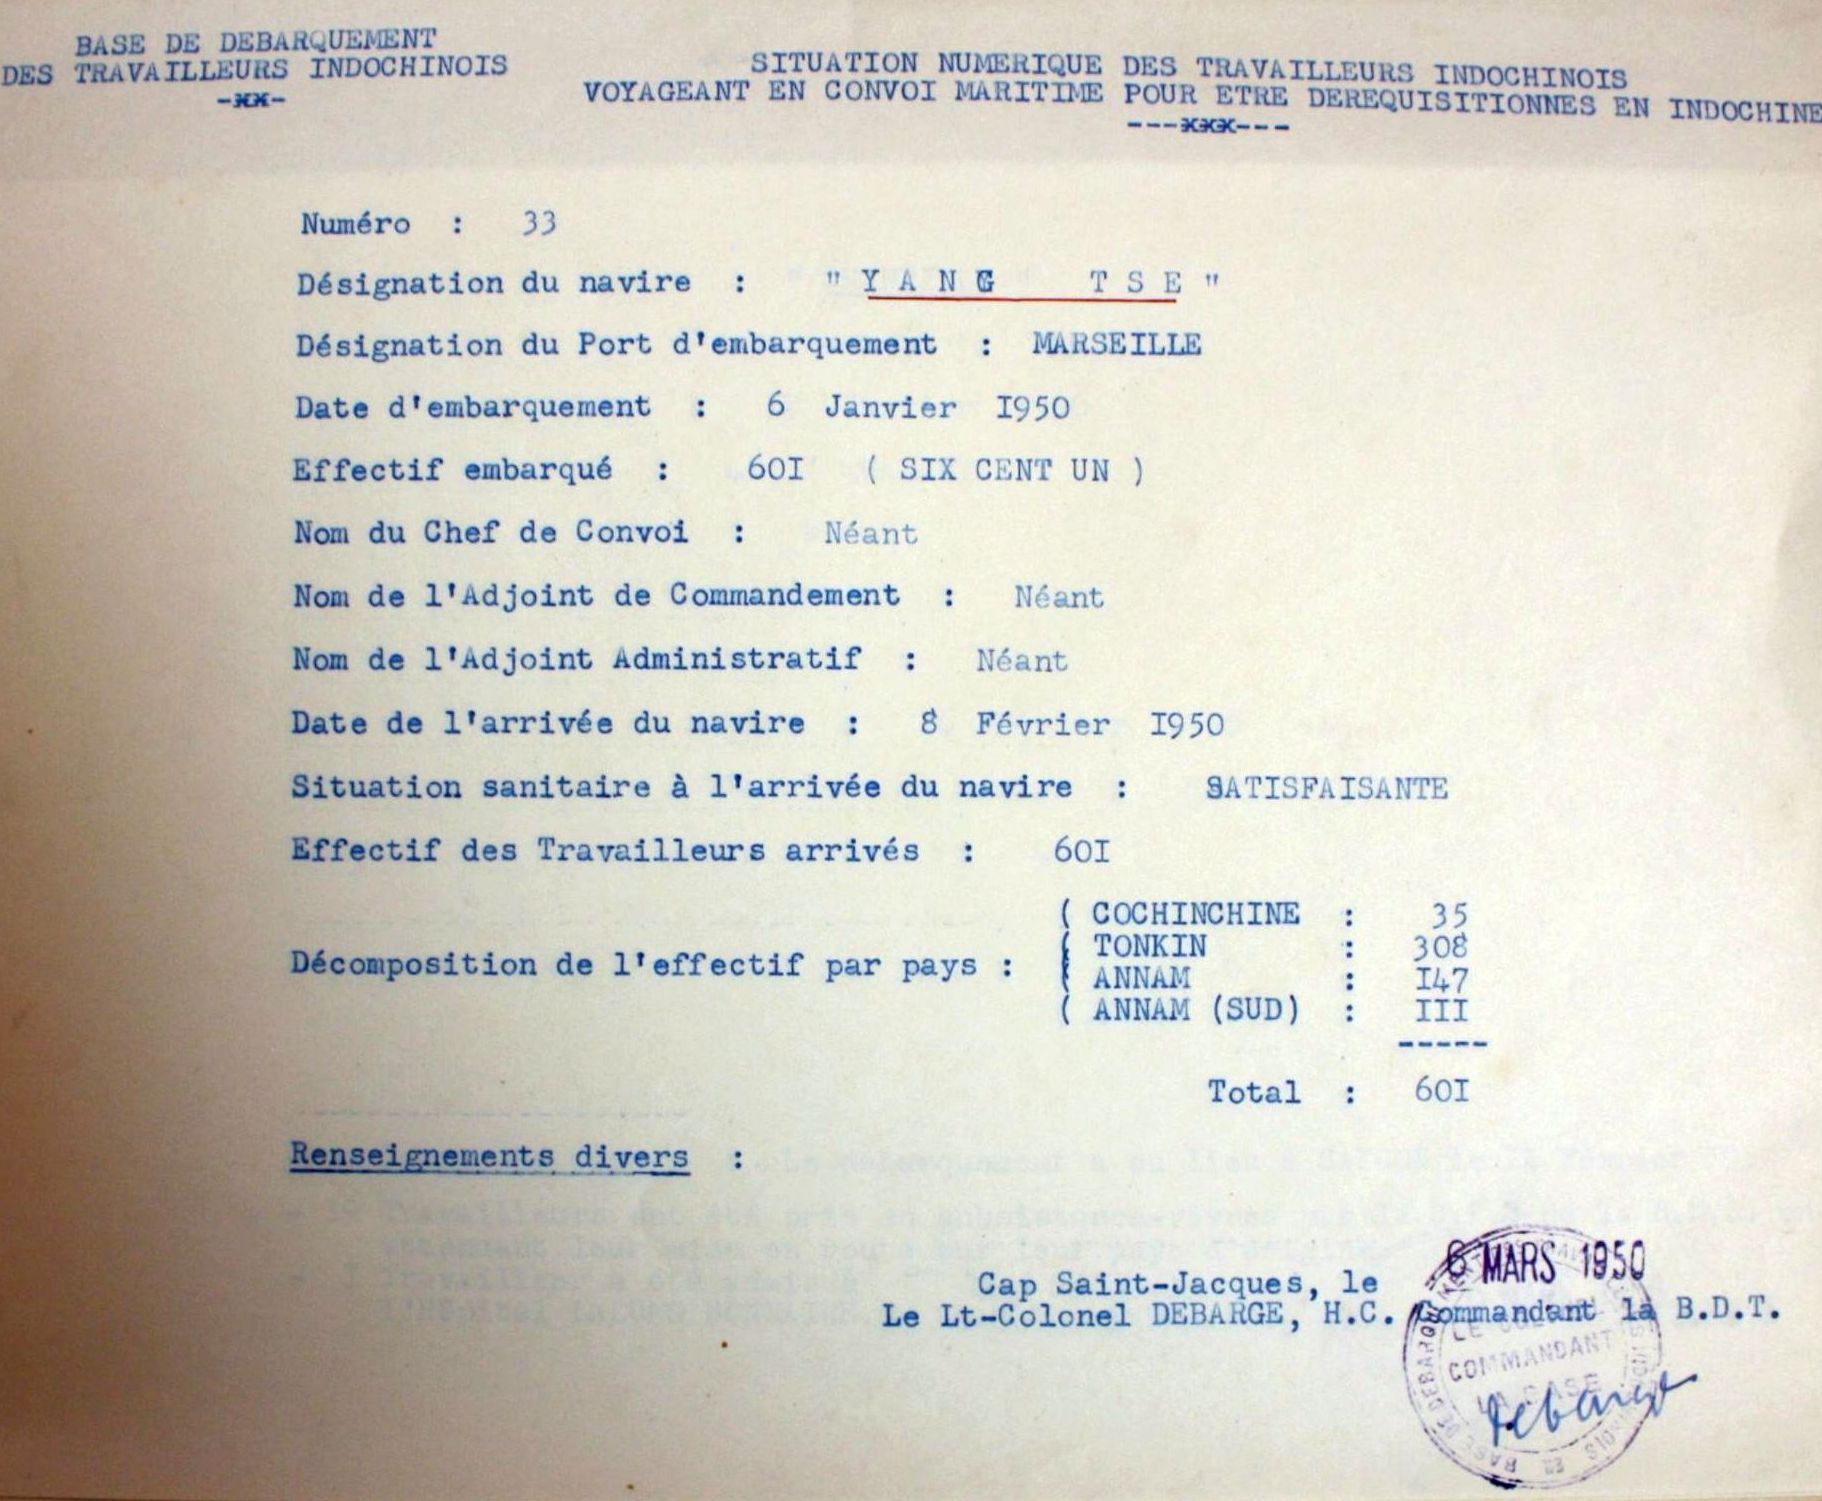 BASE DE DEBARQUEMENT
DES TRAVAILLEURS INDOCHINOIS
-XX-
SITUATION NUMERIQUE DES TRAVAILLEURS INDOCHINOIS
VOYAGEANT EN CONVOI MARITIME POUR ETRE DEREQUISITIONNES EN INDOCHINE
---XXX---
Numéro : 33
Désignation du navire : "YANG TSE"
Désignation du Port d'embarquement : MARSEILLE
Date d'embarquement : 6 Janvier I950
Effectif embarqué : 60I ( SIX CENT UN )
Nom du Chef de Convoi : Néant
Nom de l'Adjoint de Commandement : Néant
Nom de l'Adjoint Administratif : Néant
Date de l'arrivée du navire : 8 Février I950
Situation sanitaire à l'arrivée du navire : SATISFAISANTE
Effectif des Travailleurs arrivés : 60I
( COCHINCHINE : 35
( TONKIN : 308
Décomposition de l'effectif par pays :
( ANNAM : I47
( ANNAM (SUD) : III
-----
Total : 60I
Renseignements divers :
6 MARS 1950
Cap Saint-Jacques, le
Le Lt-Colonel DEBARGE, H.C. Commandant la B.D.T.
COMMANDANT
LA BASE
Debarge